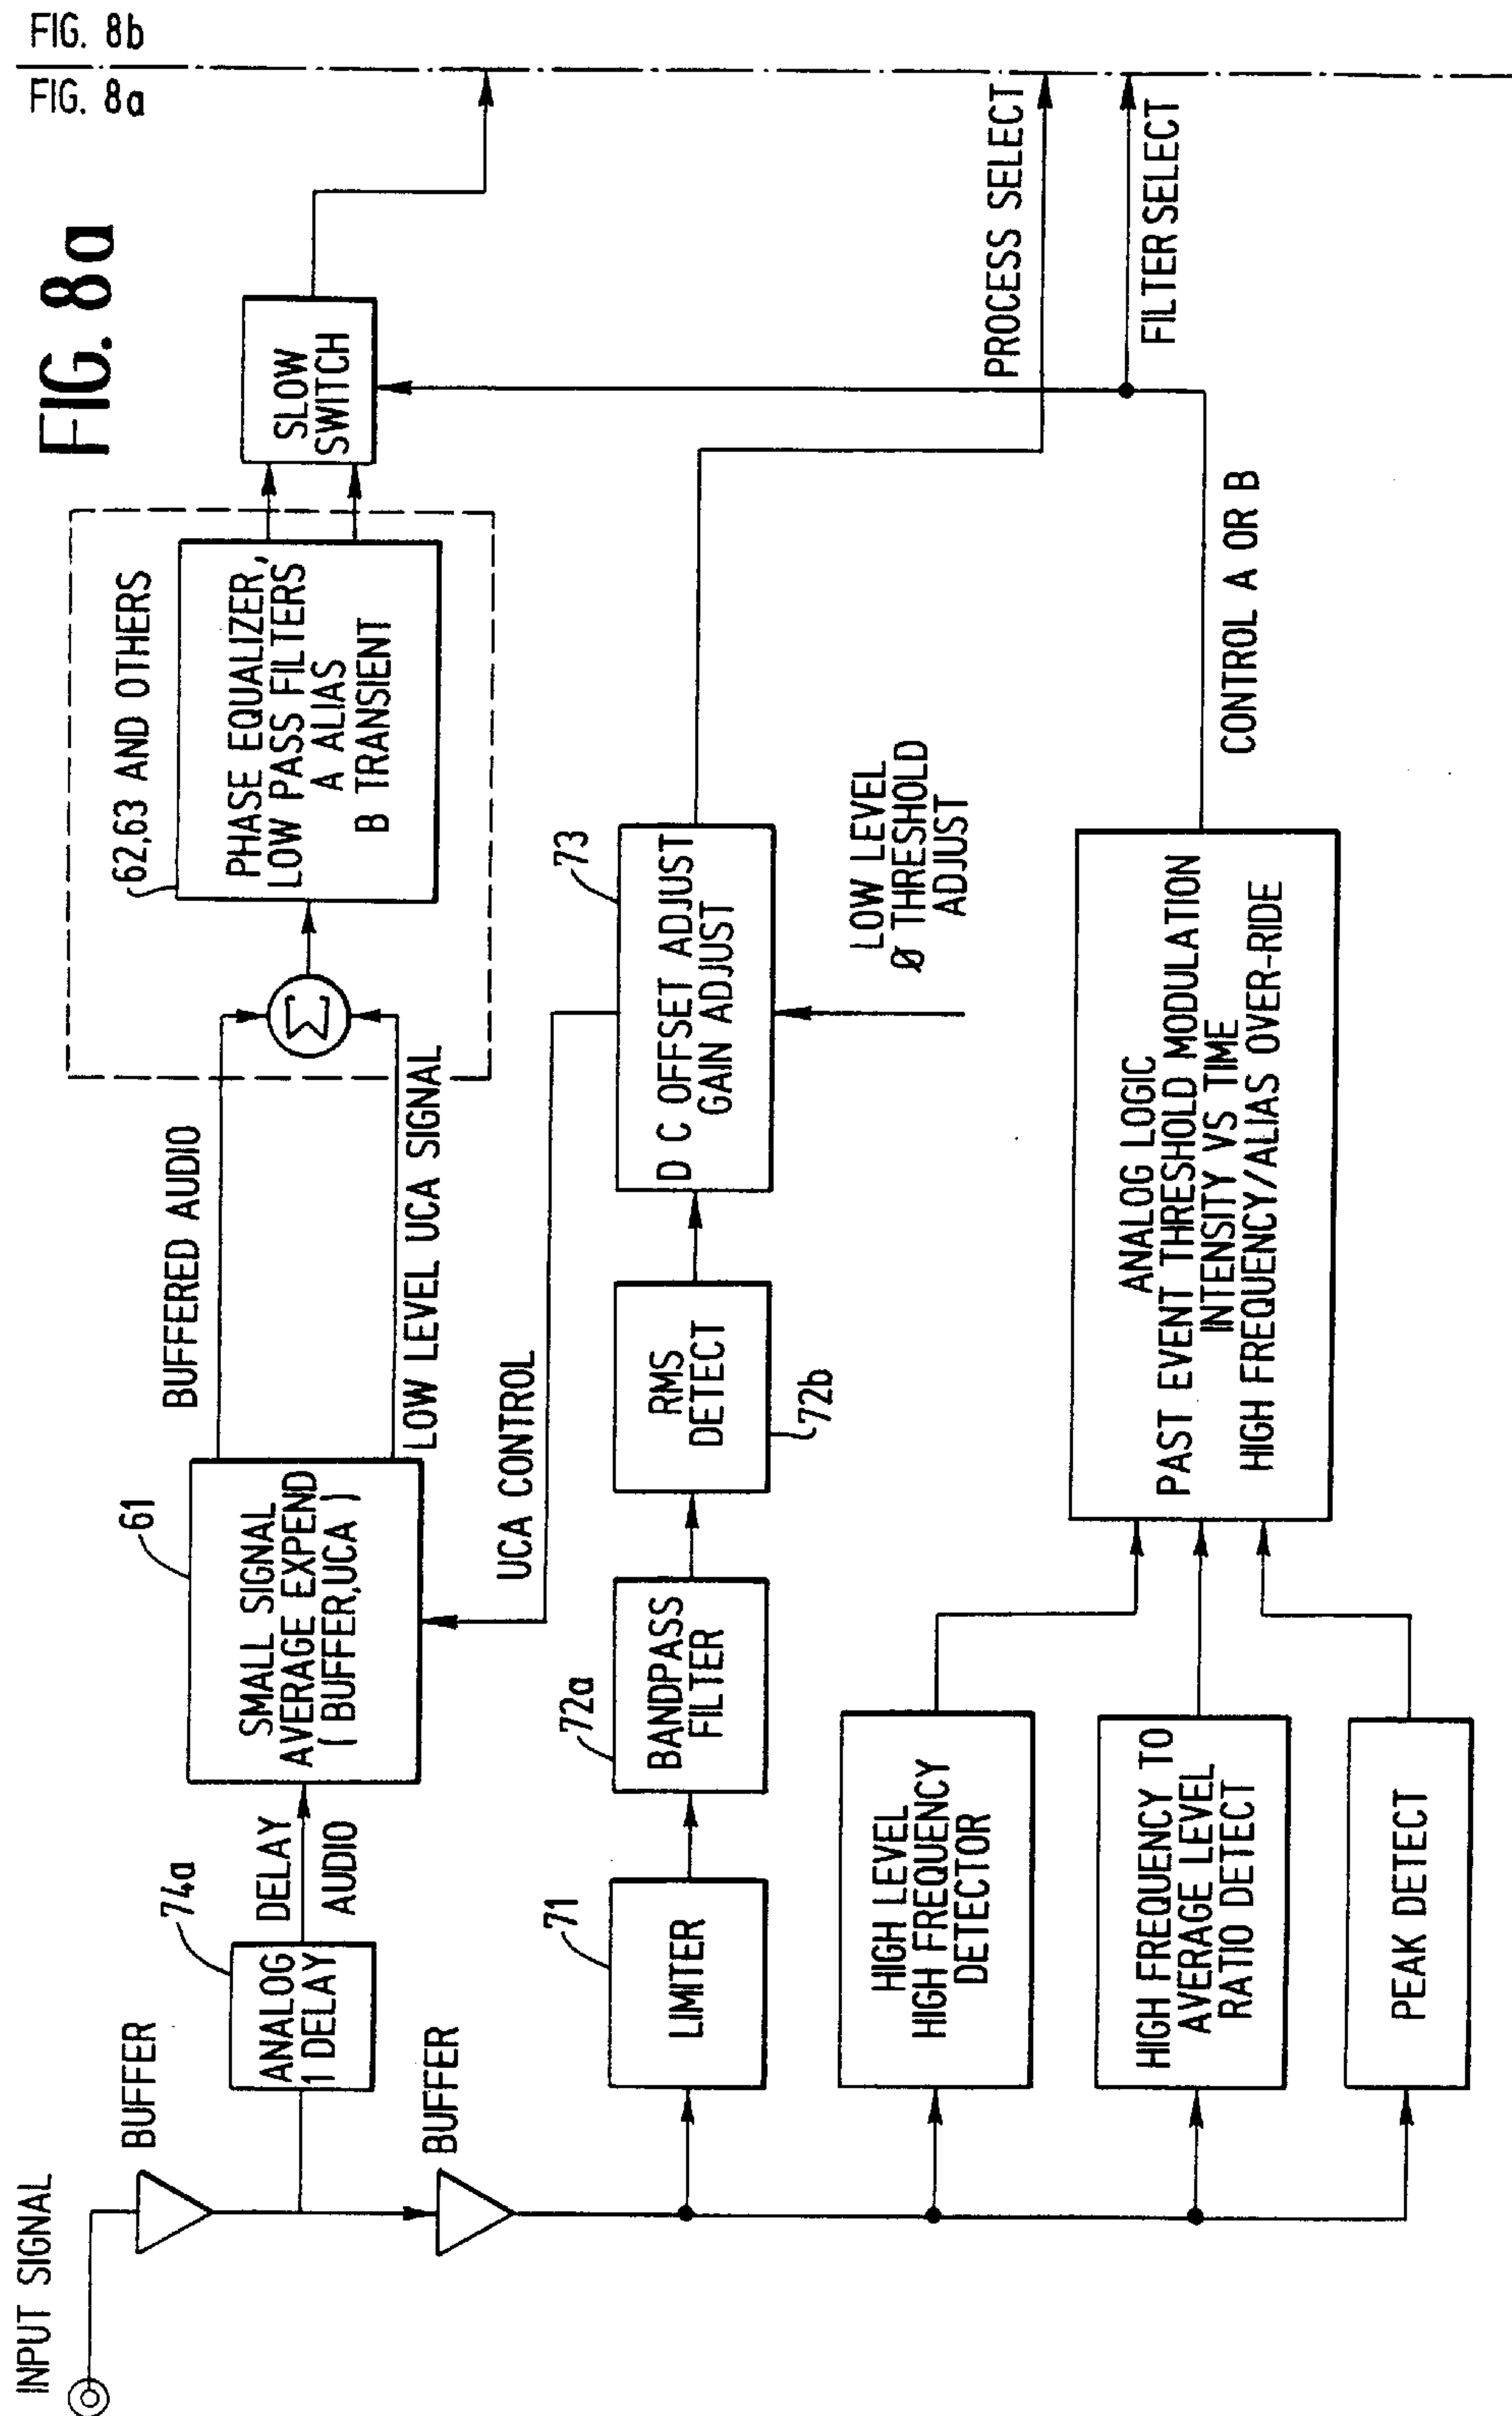 FIG. 8b
FIG. 8a
FIG. 8a
INPUT SIGNAL
BUFFER
BUFFER
74a
ANALOG
1 DELAY
DELAY
AUDIO
61
SMALL SIGNAL
AVERAGE EXPEND
( BUFFER,UCA )
BUFFERED AUDIO
LOW LEVEL UCA SIGNAL
Σ
62,63 AND OTHERS
PHASE EQUALIZER,
LOW PASS FILTERS
A ALIAS
B TRANSIENT
SLOW
SWITCH
UCA CONTROL
71
LIMITER
72a
BANDPASS
FILTER
RMS
DETECT
72b
73
D C OFFSET ADJUST
GAIN ADJUST
LOW LEVEL
Ø THRESHOLD
ADJUST
PROCESS SELECT
FILTER SELECT
HIGH LEVEL
HIGH FREQUENCY
DETECTOR
HIGH FREQUENCY TO
AVERAGE LEVEL
RATIO DETECT
PEAK DETECT
ANALOG LOGIC
PAST EVENT THRESHOLD MODULATION
INTENSITY VS TIME
HIGH FREQUENCY/ALIAS OVER-RIDE
CONTROL A OR B